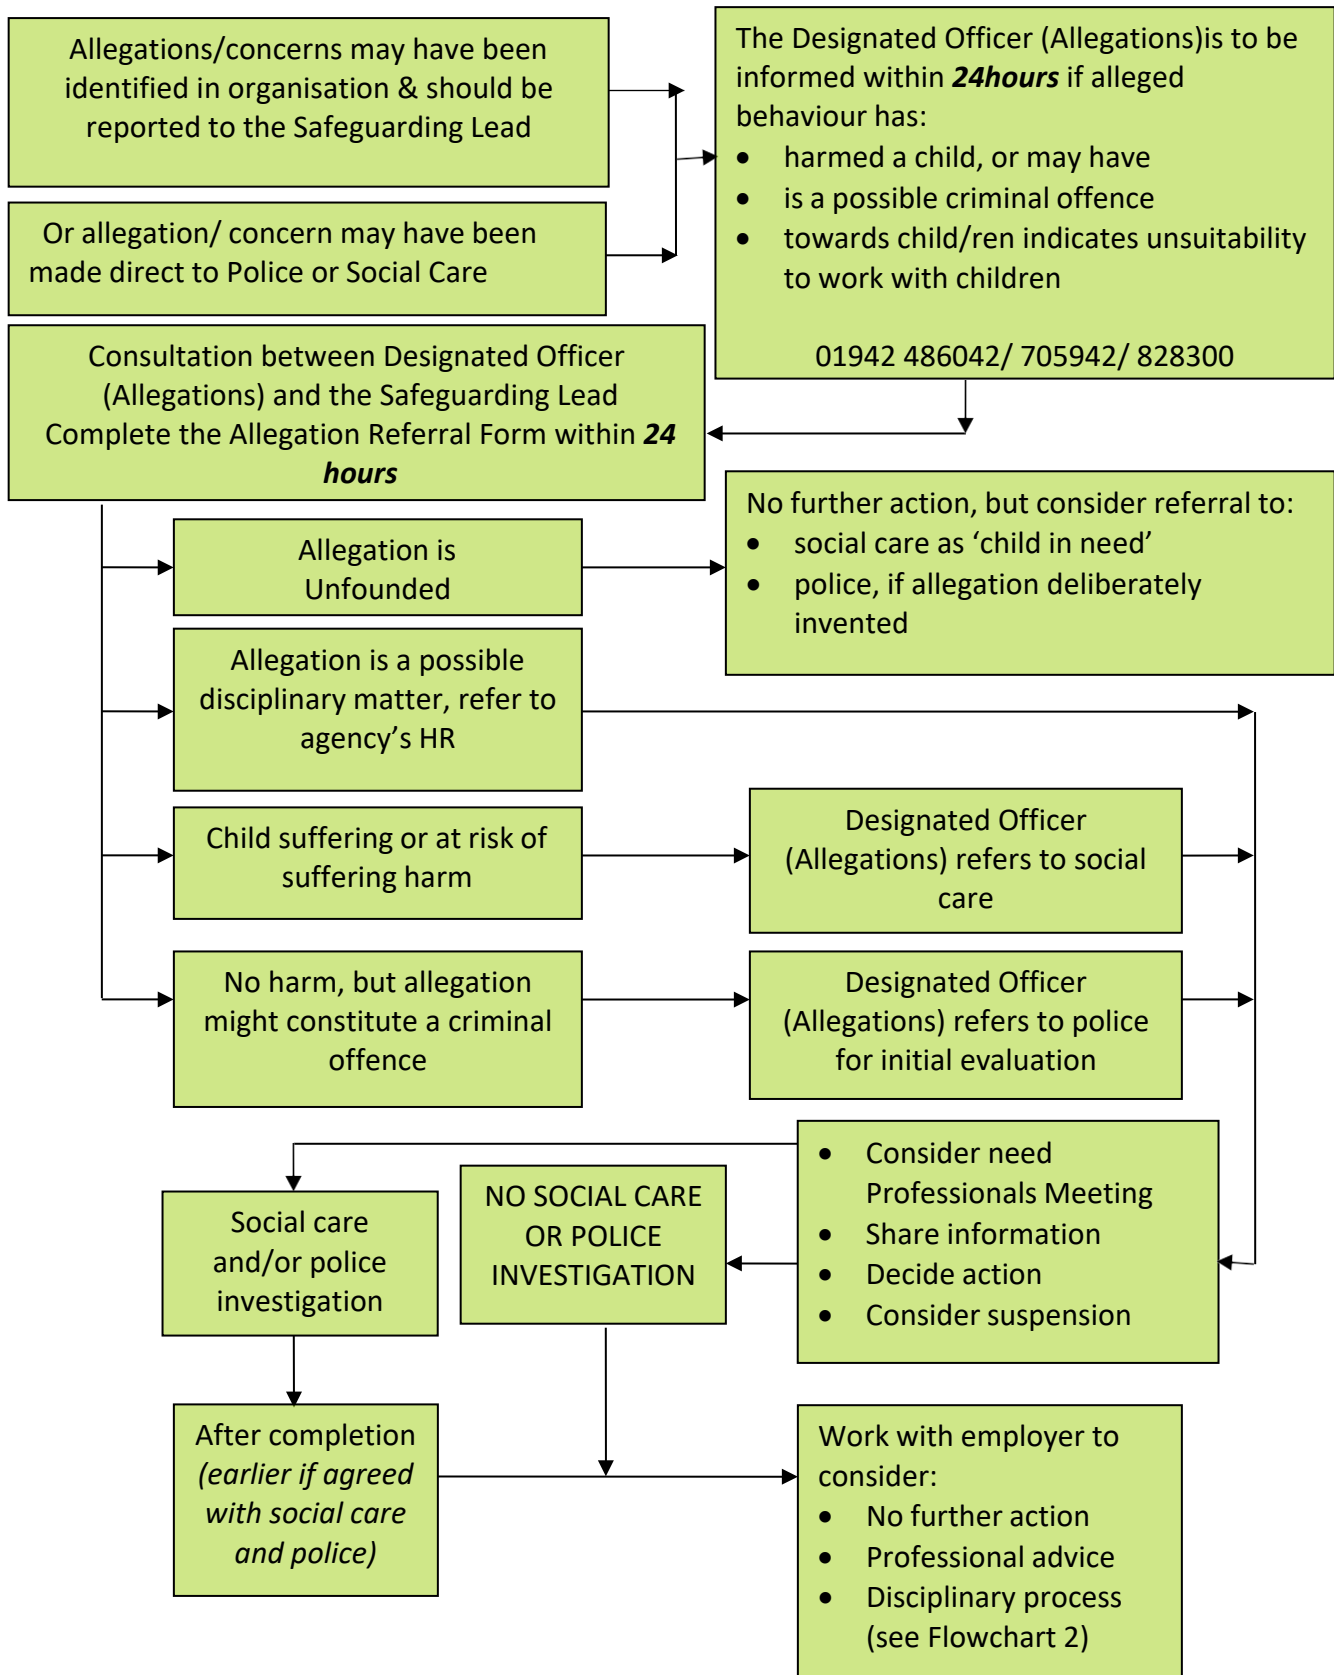 Allegations/concerns may have been
identified in organisation & should be
reported to the Safeguarding Lead
Or allegation/ concern may have been
made direct to Police or Social Care
The Designated Officer (Allegations)is to be
informed within 24hours if alleged
behaviour has:
• harmed a child, or may have
• is a possible criminal offence
• towards child/ren indicates unsuitability
to work with children
01942 486042/ 705942/ 828300
Consultation between Designated Officer
(Allegations) and the Safeguarding Lead
Complete the Allegation Referral Form within 24
hours
Allegation is
Unfounded
No further action, but consider referral to:
• social care as ‘child in need’
• police, if allegation deliberately
invented
Allegation is a possible
disciplinary matter, refer to
agency’s HR
Child suffering or at risk of
suffering harm
Designated Officer
(Allegations) refers to social
care
No harm, but allegation
might constitute a criminal
offence
Designated Officer
(Allegations) refers to police
for initial evaluation
• Consider need
Professionals Meeting
• Share information
• Decide action
• Consider suspension
NO SOCIAL CARE
OR POLICE
INVESTIGATION
Social care
and/or police
investigation
After completion
(earlier if agreed
with social care
and police)
Work with employer to
consider:
• No further action
• Professional advice
• Disciplinary process
(see Flowchart 2)